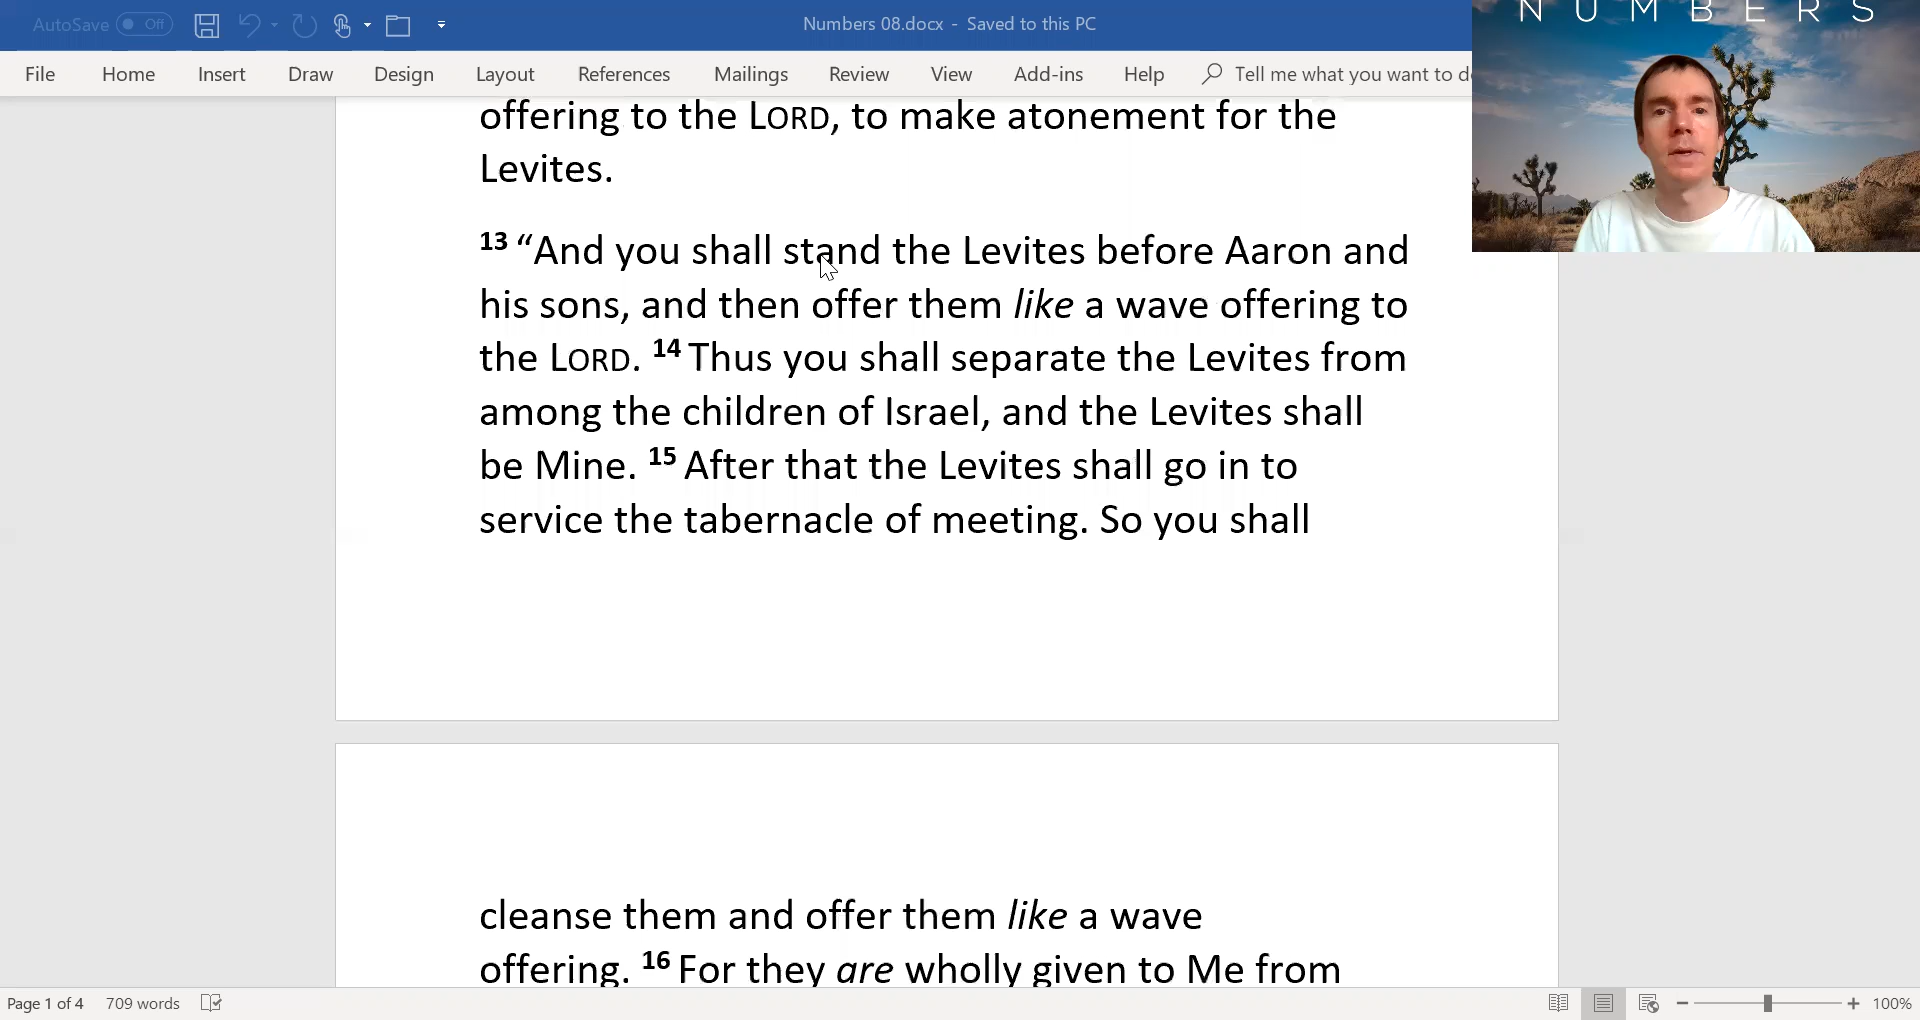 AutoSave Off Numbers 08.docx - Saved to this PC
NUMBERS
File Home Insert Draw Design Layout References Mailings Review View Add-ins Help Tell me what you want to
offering to the LORD, to make atonement for the
Levites.
13 “And you shall stand the Levites before Aaron and
his sons, and then offer them like a wave offering to
the LORD. 14 Thus you shall separate the Levites from
among the children of Israel, and the Levites shall
be Mine. 15 After that the Levites shall go in to
service the tabernacle of meeting. So you shall
cleanse them and offer them like a wave
offering. 16 For they are wholly given to Me from
Page 1 of 4 709 words 100%